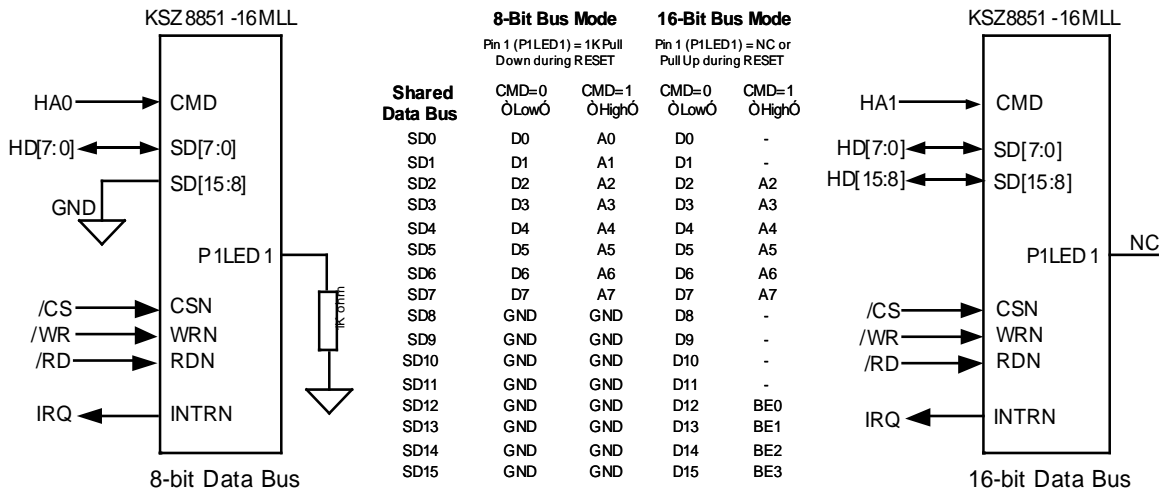 KSZ8851-16MLL
HA0
CMD
HD[7:0]
SD[7:0]
SD[15:8]
GND
P1LED1
1K ohm
/CS
CSN
/WR
WRN
/RD
RDN
IRQ
INTRN
8-bit Data Bus
8-Bit Bus Mode 16-Bit Bus Mode
Pin 1 (P1LED1) = 1K Pull Pin 1 (P1LED1) = NC or
Down during RESET Pull Up during RESET
Shared CMD=0 CMD=1 CMD=0 CMD=1
Data Bus ÒLowÓ ÒHighÓ ÒLowÓ ÒHighÓ
SD0 D0 A0 D0 -
SD1 D1 A1 D1 -
SD2 D2 A2 D2 A2
SD3 D3 A3 D3 A3
SD4 D4 A4 D4 A4
SD5 D5 A5 D5 A5
SD6 D6 A6 D6 A6
SD7 D7 A7 D7 A7
SD8 GND GND D8 -
SD9 GND GND D9 -
SD10 GND GND D10 -
SD11 GND GND D11 -
SD12 GND GND D12 BE0
SD13 GND GND D13 BE1
SD14 GND GND D14 BE2
SD15 GND GND D15 BE3
KSZ8851-16MLL
HA1
CMD
HD[7:0]
SD[7:0]
HD[15:8]
SD[15:8]
P1LED1
NC
/CS
CSN
/WR
WRN
/RD
RDN
IRQ
INTRN
16-bit Data Bus